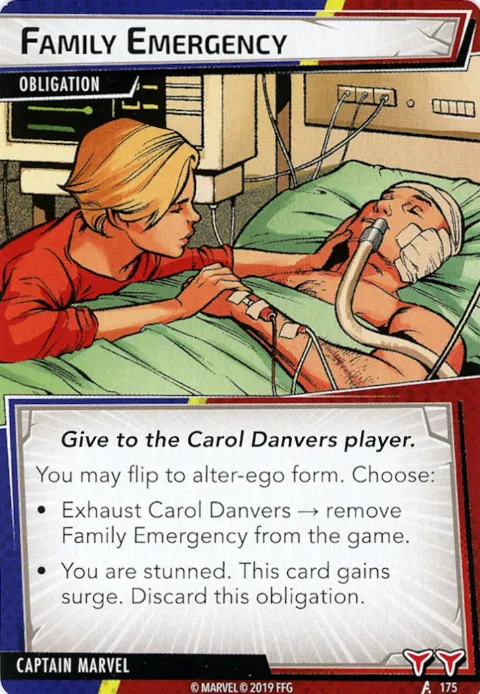 FAMILY EMERGENCY
OBLIGATION
Give to the Carol Danvers player.
You may flip to alter-ego form. Choose:
• Exhaust Carol Danvers → remove
Family Emergency from the game.
• You are stunned. This card gains
surge. Discard this obligation.
CAPTAIN MARVEL
© MARVEL © 2019 FFG
A 175